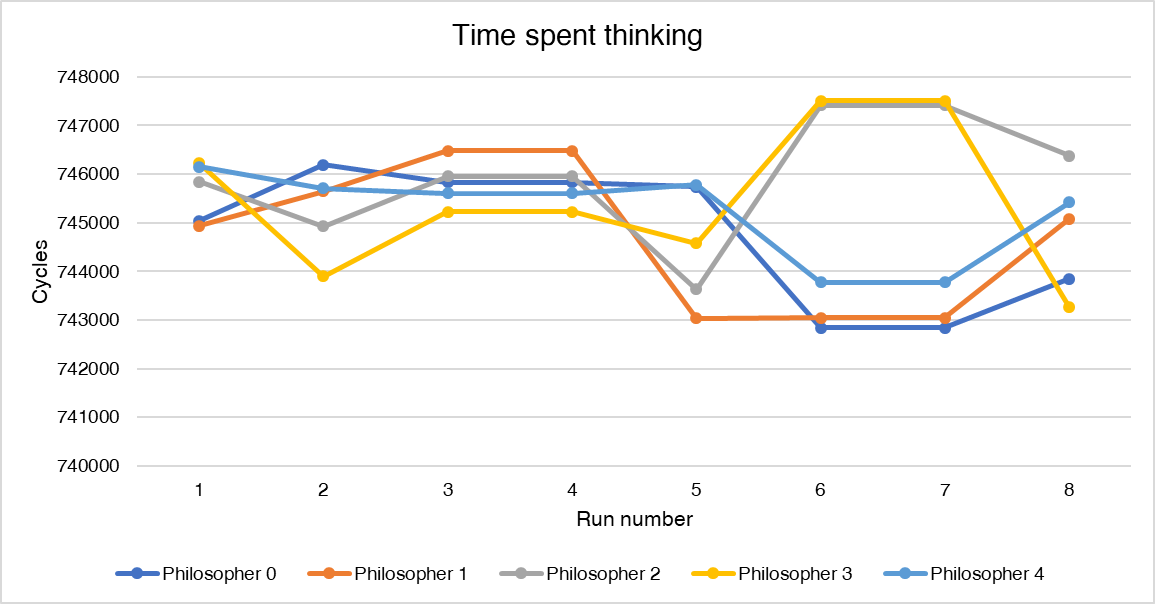 Time spent thinking
748000
747000
746000
745000
744000
743000
742000
741000
740000
Cycles
1 2 3 4 5 6 7 8
Run number
Philosopher 0 Philosopher 1 Philosopher 2 Philosopher 3 Philosopher 4